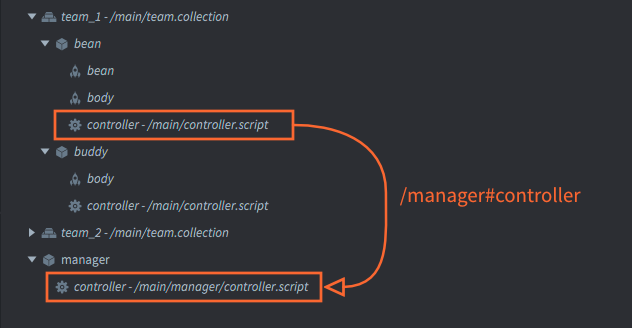 team_1 - /main/team.collection
bean
bean
body
controller - /main/controller.script
buddy
body
controller - /main/controller.script
team_2 - /main/team.collection
manager
controller - /main/manager/controller.script
/manager#controller